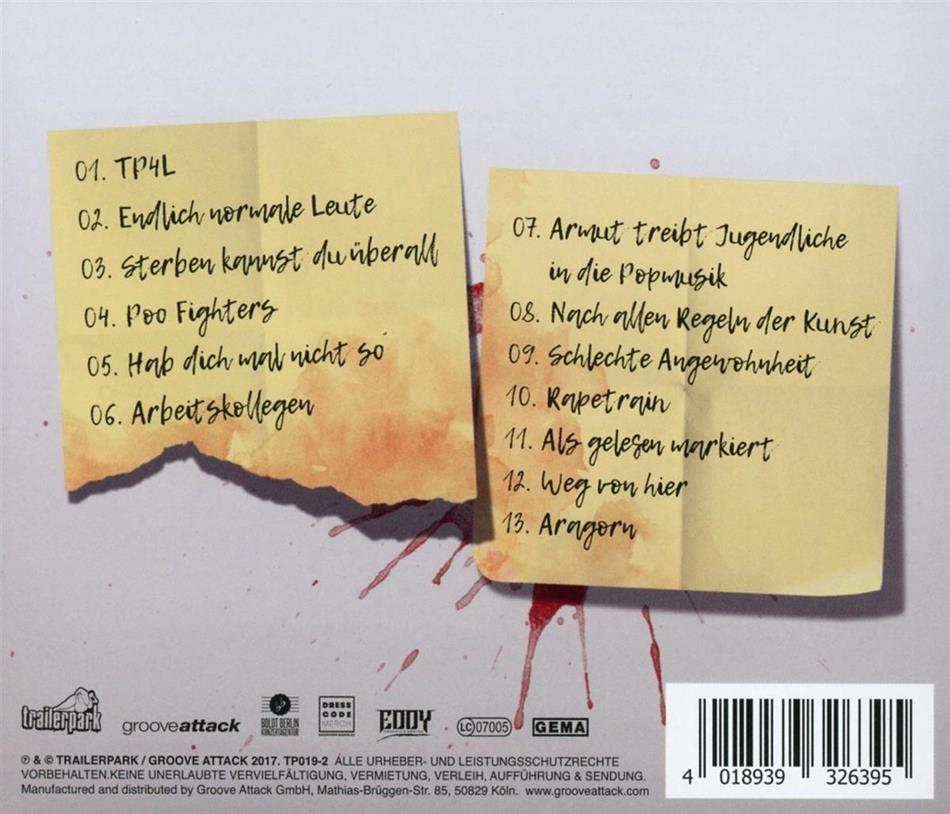 01. TP4L
02. Endlich normale Leute
03. Sterben kannst du überall
04. Poo Fighters
05. Hab dich mal nicht so
06. Arbeitskollegen
07. Armut treibt Jugendliche
in die Popmusik
08. Nach allen Regeln der Kunst
09. Schlechte Angewohnheit
10. Rapetrain
11. Als gelesen markiert
12. Weg von hier
13. Aragorn
trailerpark
grooveattack
BOLDT BERLIN
KONZERTAGENTUR
DRESS
CODE
MERCH
EDDY
LC 07005
GEMA
℗ & © TRAILERPARK / GROOVE ATTACK 2017. TP019-2 ALLE URHEBER- UND LEISTUNGSSCHUTZRECHTE
VORBEHALTEN.KEINE UNERLAUBTE VERVIELFÄLTIGUNG, VERMIETUNG, VERLEIH, AUFFÜHRUNG & SENDUNG.
Manufactured and distributed by Groove Attack GmbH, Mathias-Brüggen-Str. 85, 50829 Köln. www.grooveattack.com
4 018939 326395